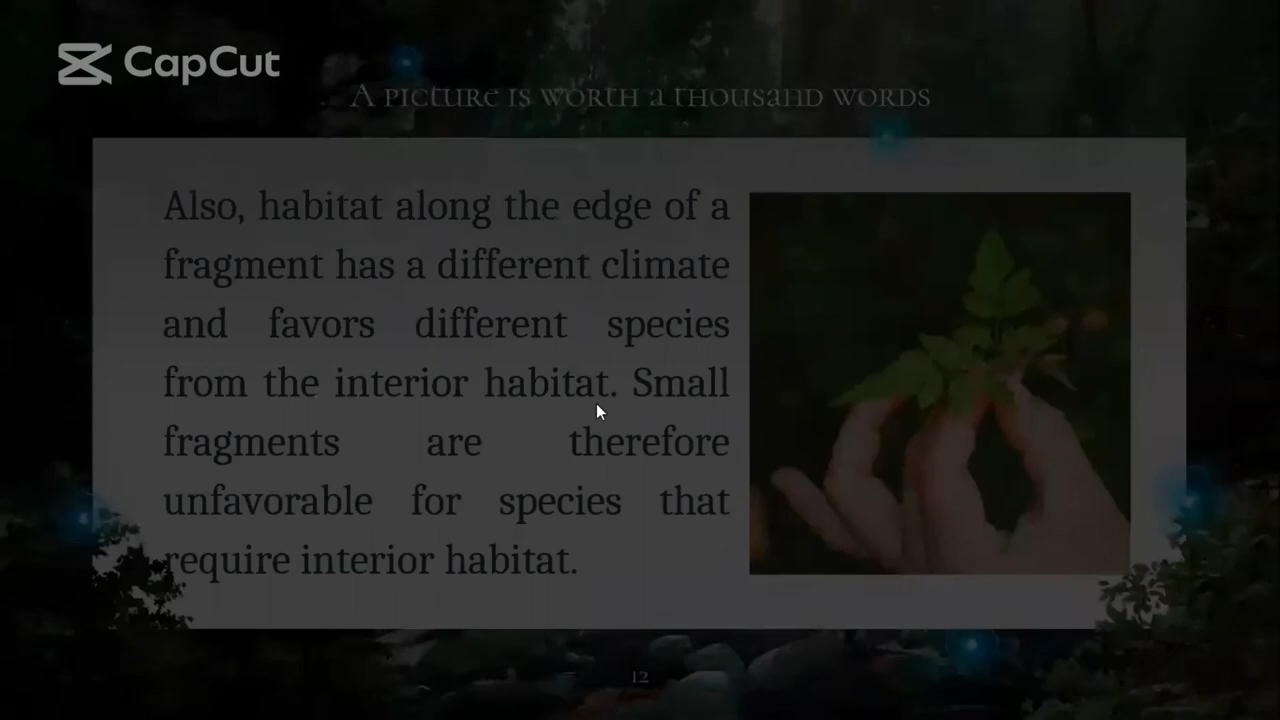 CapCut
A PICTURE IS WORTH A THOUSAND WORDS
Also, habitat along the edge of a
fragment has a different climate
and favors different species
from the interior habitat. Small
fragments are therefore
unfavorable for species that
require interior habitat.
12